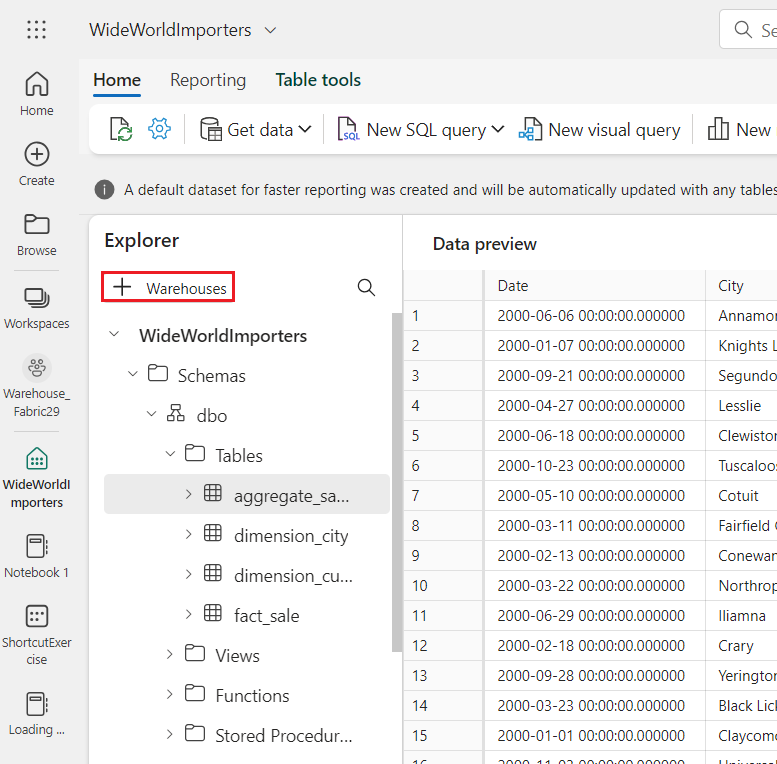 WideWorldImporters
Se
Home
Reporting
Table tools
Get data
SQL
New SQL query
New visual query
New
A default dataset for faster reporting was created and will be automatically updated with any tables
Home
Create
Browse
Workspaces
Warehouse_
Fabric29
WideWorldI
mporters
Notebook 1
ShortcutExer
cise
Loading ...
Explorer
+ Warehouses
WideWorldImporters
Schemas
dbo
Tables
aggregate_sa...
dimension_city
dimension_cu...
fact_sale
Views
Functions
Stored Procedur...
Data preview
Date City
1 2000-06-06 00:00:00.000000 Annamor
2 2000-01-07 00:00:00.000000 Knights L
3 2000-09-21 00:00:00.000000 Segundo
4 2000-04-27 00:00:00.000000 Lesslie
5 2000-06-18 00:00:00.000000 Clewiston
6 2000-10-23 00:00:00.000000 Tuscaloos
7 2000-05-10 00:00:00.000000 Cotuit
8 2000-03-11 00:00:00.000000 Fairfield
9 2000-02-13 00:00:00.000000 Conewan
10 2000-03-22 00:00:00.000000 Northrop
11 2000-06-29 00:00:00.000000 Iliamna
12 2000-02-18 00:00:00.000000 Crary
13 2000-09-28 00:00:00.000000 Yerington
14 2000-03-23 00:00:00.000000 Black Lick
15 2000-01-01 00:00:00.000000 Claycomo